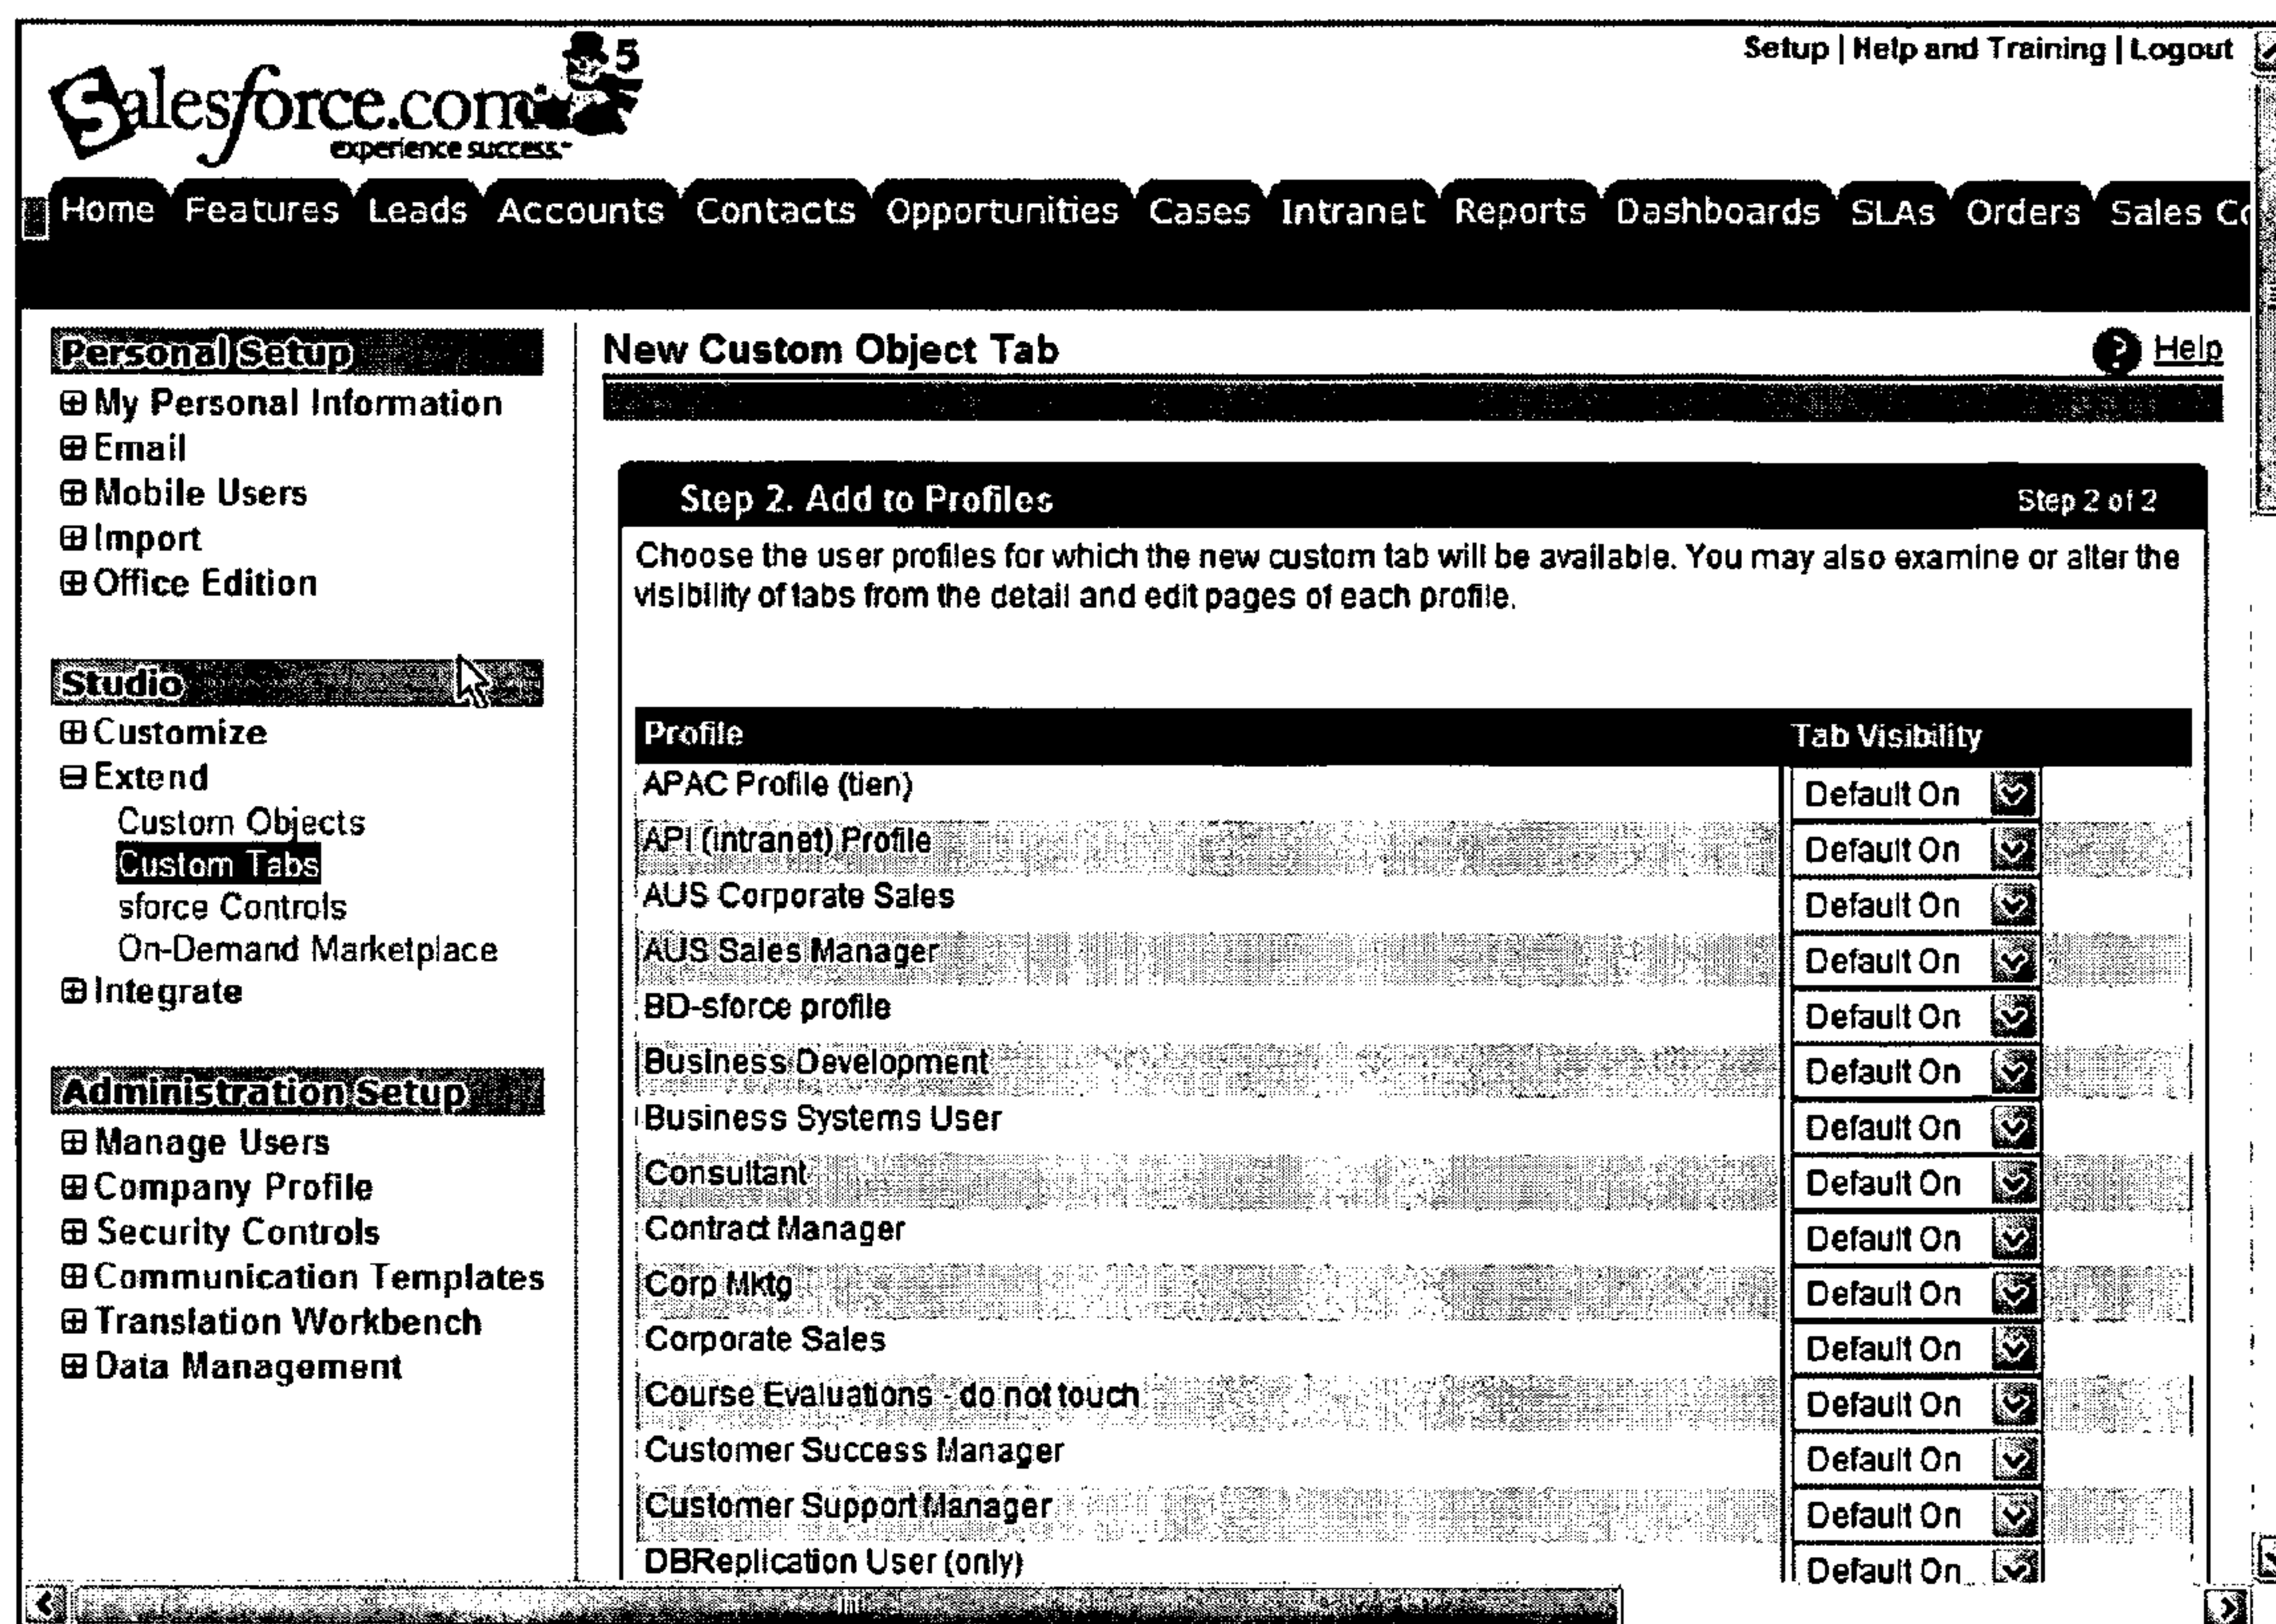 Setup | Help and Training | Logout
5
Salesforce.com
experience success.™
Home Features Leads Accounts Contacts Opportunities Cases Intranet Reports Dashboards SLAs Orders Sales
Personal Setup
My Personal Information
Email
Mobile Users
Import
Office Edition
Studio
Customize
Extend
Custom Objects
Custom Tabs
sforce Controls
On-Demand Marketplace
Integrate
Administration Setup
Manage Users
Company Profile
Security Controls
Communication Templates
Translation Workbench
Data Management
New Custom Object Tab
? Help
Step 2. Add to Profiles Step 2 of 2
Choose the user profiles for which the new custom tab will be available. You may also examine or alter the
visibility of tabs from the detail and edit pages of each profile.
Profile Tab Visibility
APAC Profile (tien) Default On
API (intranet) Profile Default On
AUS Corporate Sales Default On
AUS Sales Manager Default On
BD-sforce profile Default On
Business Development Default On
Business Systems User Default On
Consultant Default On
Contract Manager Default On
Corp Mktg Default On
Corporate Sales Default On
Course Evaluations - do not touch Default On
Customer Success Manager Default On
Customer Support Manager Default On
DBReplication User (only) Default On